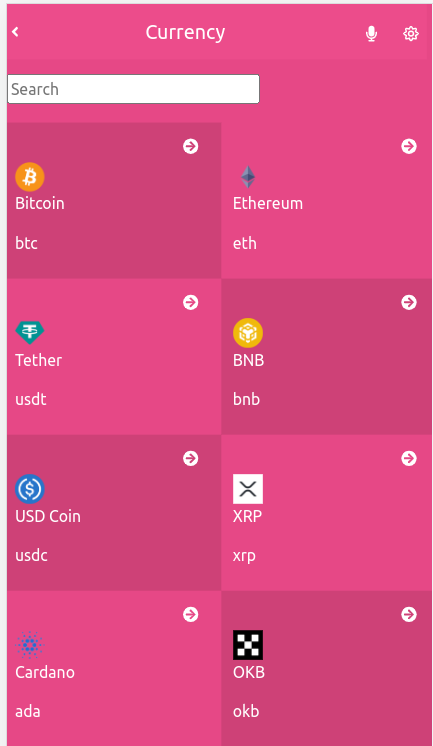 Currency
Search
Bitcoin
btc
Ethereum
eth
Tether
usdt
BNB
bnb
USD Coin
usdc
XRP
xrp
Cardano
ada
OKB
okb